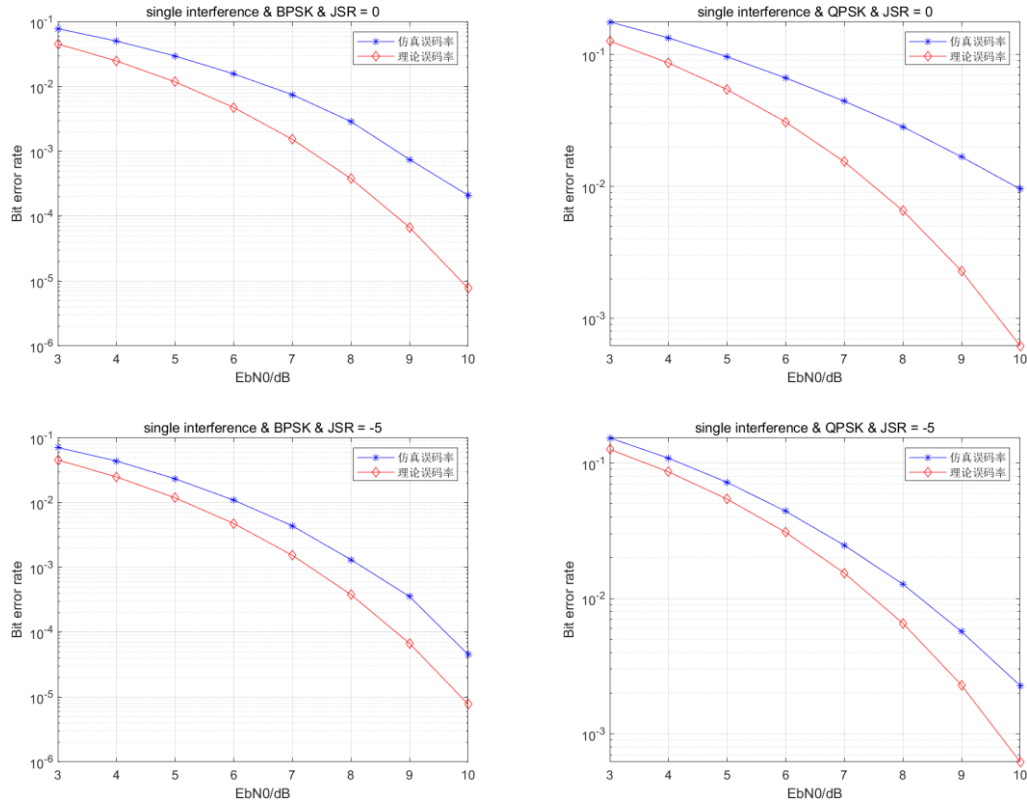 single interference & BPSK & JSR = 0
10^-1
10^-2
10^-3
10^-4
10^-5
10^-6
Bit error rate
仿真误码率
理论误码率
3 4 5 6 7 8 9 10
EbN0/dB
single interference & QPSK & JSR = 0
10^-1
10^-2
10^-3
Bit error rate
仿真误码率
理论误码率
3 4 5 6 7 8 9 10
EbN0/dB
single interference & BPSK & JSR = -5
10^-1
10^-2
10^-3
10^-4
10^-5
10^-6
Bit error rate
仿真误码率
理论误码率
3 4 5 6 7 8 9 10
EbN0/dB
single interference & QPSK & JSR = -5
10^-1
10^-2
10^-3
Bit error rate
仿真误码率
理论误码率
3 4 5 6 7 8 9 10
EbN0/dB